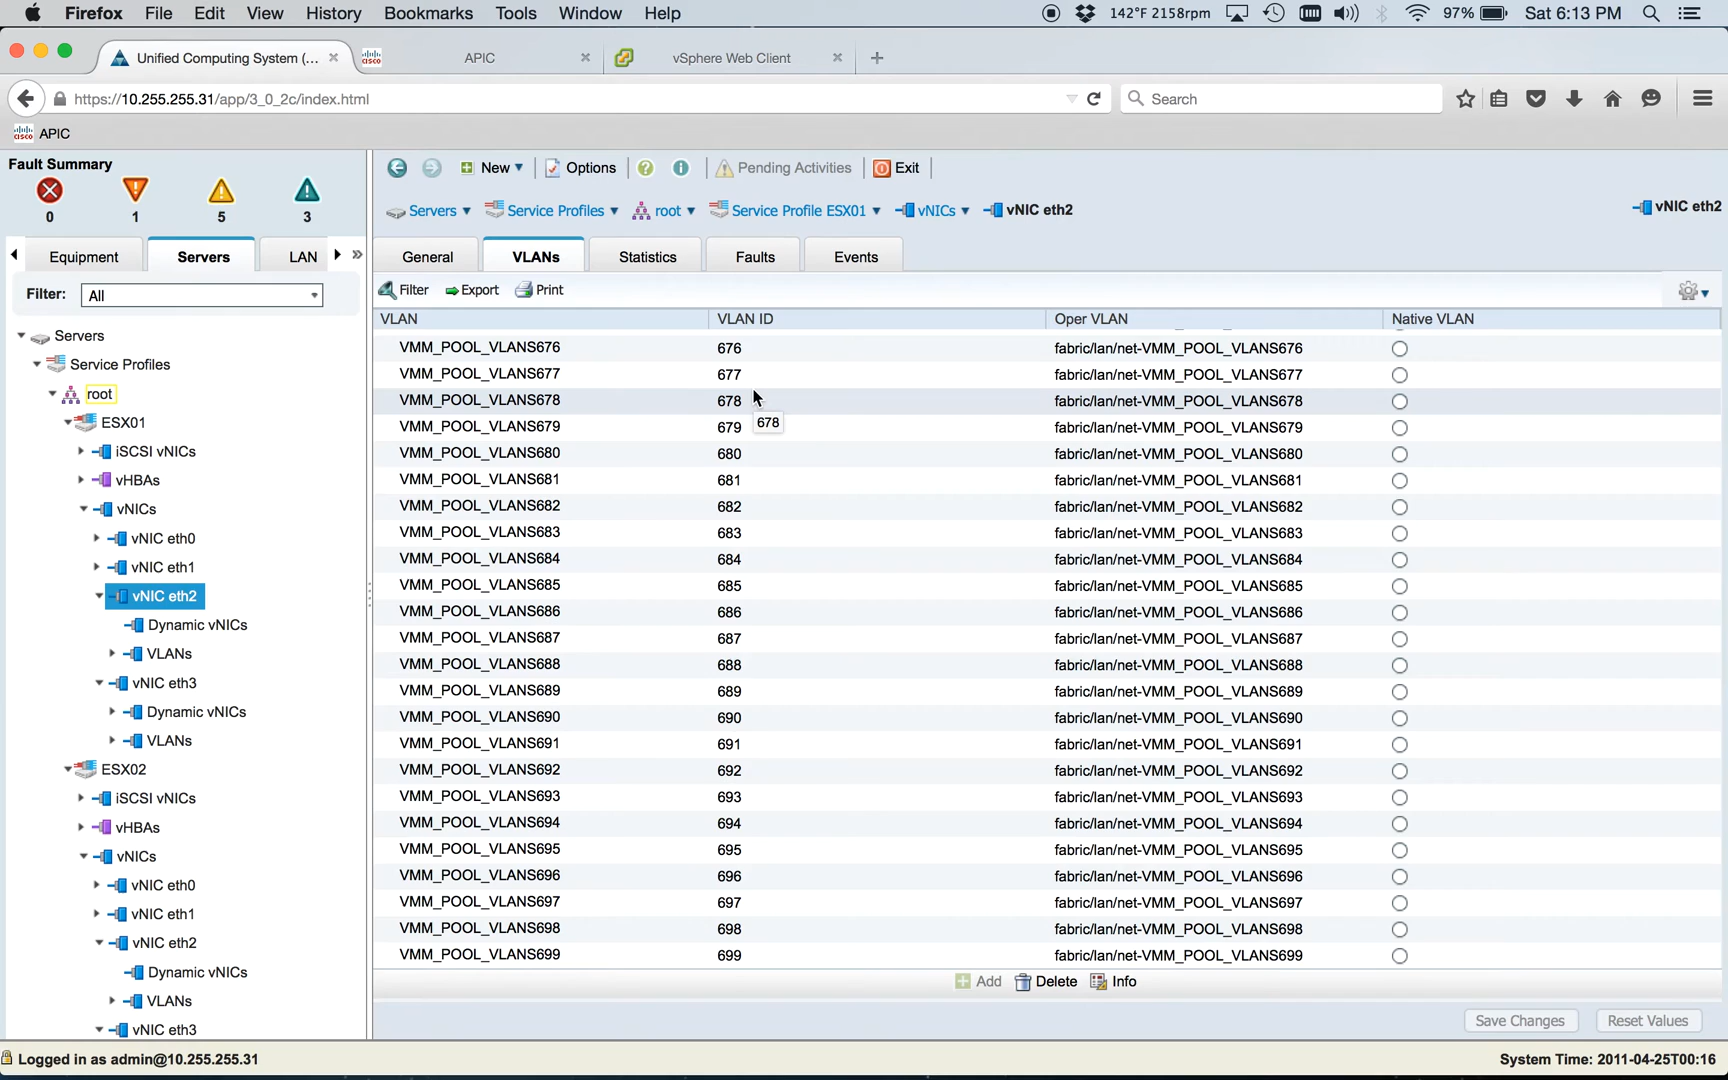 Firefox File Edit View History Bookmarks Tools Window Help 142°F 2158rpm 97% Sat 6:13 PM
Unified Computing System (... APIC vSphere Web Client
https://10.255.255.31/app/3_0_2c/index.html Search
APIC
Fault Summary
0 1 5 3
New Options Pending Activities Exit
Servers Service Profiles root Service Profile ESX01 vNICs vNIC eth2 vNIC eth2
Equipment Servers LAN
General VLANs Statistics Faults Events
Filter: All
Filter Export Print
VLAN VLAN ID Oper VLAN Native VLAN
Servers
Service Profiles
root
ESX01
iSCSI vNICs
vHBAs
vNICs
vNIC eth0
vNIC eth1
vNIC eth2
Dynamic vNICs
VLANs
vNIC eth3
Dynamic vNICs
VLANs
ESX02
iSCSI vNICs
vHBAs
vNICs
vNIC eth0
vNIC eth1
vNIC eth2
Dynamic vNICs
VLANs
vNIC eth3
VMM_POOL_VLANS676 676 fabric/lan/net-VMM_POOL_VLANS676
VMM_POOL_VLANS677 677 fabric/lan/net-VMM_POOL_VLANS677
VMM_POOL_VLANS678 678 fabric/lan/net-VMM_POOL_VLANS678
678
VMM_POOL_VLANS679 679 fabric/lan/net-VMM_POOL_VLANS679
VMM_POOL_VLANS680 680 fabric/lan/net-VMM_POOL_VLANS680
VMM_POOL_VLANS681 681 fabric/lan/net-VMM_POOL_VLANS681
VMM_POOL_VLANS682 682 fabric/lan/net-VMM_POOL_VLANS682
VMM_POOL_VLANS683 683 fabric/lan/net-VMM_POOL_VLANS683
VMM_POOL_VLANS684 684 fabric/lan/net-VMM_POOL_VLANS684
VMM_POOL_VLANS685 685 fabric/lan/net-VMM_POOL_VLANS685
VMM_POOL_VLANS686 686 fabric/lan/net-VMM_POOL_VLANS686
VMM_POOL_VLANS687 687 fabric/lan/net-VMM_POOL_VLANS687
VMM_POOL_VLANS688 688 fabric/lan/net-VMM_POOL_VLANS688
VMM_POOL_VLANS689 689 fabric/lan/net-VMM_POOL_VLANS689
VMM_POOL_VLANS690 690 fabric/lan/net-VMM_POOL_VLANS690
VMM_POOL_VLANS691 691 fabric/lan/net-VMM_POOL_VLANS691
VMM_POOL_VLANS692 692 fabric/lan/net-VMM_POOL_VLANS692
VMM_POOL_VLANS693 693 fabric/lan/net-VMM_POOL_VLANS693
VMM_POOL_VLANS694 694 fabric/lan/net-VMM_POOL_VLANS694
VMM_POOL_VLANS695 695 fabric/lan/net-VMM_POOL_VLANS695
VMM_POOL_VLANS696 696 fabric/lan/net-VMM_POOL_VLANS696
VMM_POOL_VLANS697 697 fabric/lan/net-VMM_POOL_VLANS697
VMM_POOL_VLANS698 698 fabric/lan/net-VMM_POOL_VLANS698
VMM_POOL_VLANS699 699 fabric/lan/net-VMM_POOL_VLANS699
Add Delete Info
Save Changes Reset Values
Logged in as admin@10.255.255.31 System Time: 2011-04-25T00:16